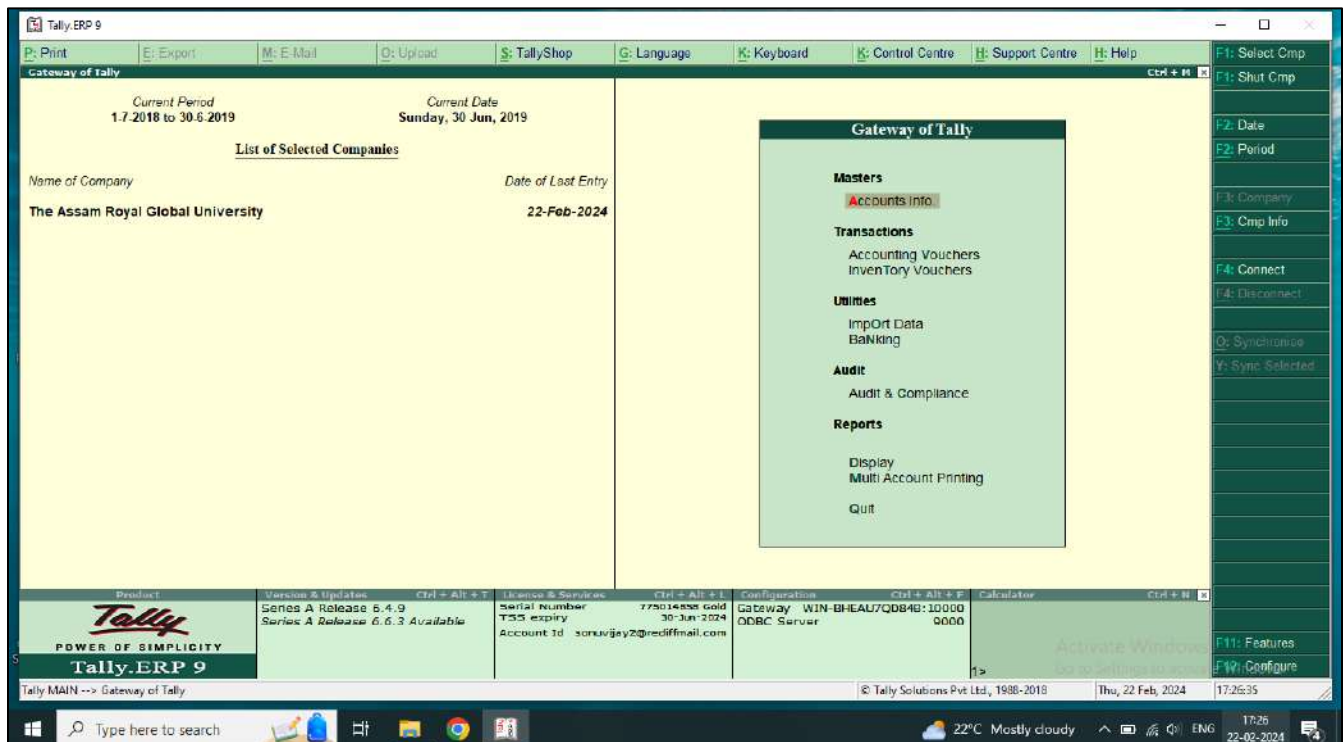 Tally.ERP 9
P: Print E: Export M: E-Mail O: Upload S: TallyShop G: Language K: Keyboard K: Control Centre H: Support Centre H: Help
F1: Select Cmp
Gateway of Tally Ctrl + M
F1: Shut Cmp
Current Period Current Date
1-7-2018 to 30-6-2019 Sunday, 30 Jun, 2019
List of Selected Companies
Name of Company Date of Last Entry
The Assam Royal Global University 22-Feb-2024
Gateway of Tally
Masters
Accounts Info.
Transactions
Accounting Vouchers
InvenTory Vouchers
Utilities
ImpOrt Data
BaNking
Audit
Audit & Compliance
Reports
Display
Multi Account Printing
Quit
F2: Date
F2: Period
F3: Company
F3: Cmp Info
F4: Connect
F4: Disconnect
O: Synchronise
Y: Sync Selected
F11: Features
F12: Configure
Product
Tally
POWER OF SIMPLICITY
Tally.ERP 9
Version & Updates Ctrl + Alt + T
Series A Release 6.4.9
Series A Release 6.6.3 Available
License & Services Ctrl + Alt + L
Serial Number Gold
TSS expiry 30-Jun-2024
Account Id sonuvijay2@rediffmail.com
Configuration Ctrl + Alt + F
Gateway WIN-BHEAU7QD84B:10000
ODBC Server 9000
Calculator Ctrl + N
1>
Activate Windows
Go to Settings to
Tally MAIN --> Gateway of Tally © Tally Solutions Pvt Ltd., 1988-2018 Thu, 22 Feb, 2024 17:26:35
Type here to search 22°C Mostly cloudy ENG 17:26
22-02-2024
4